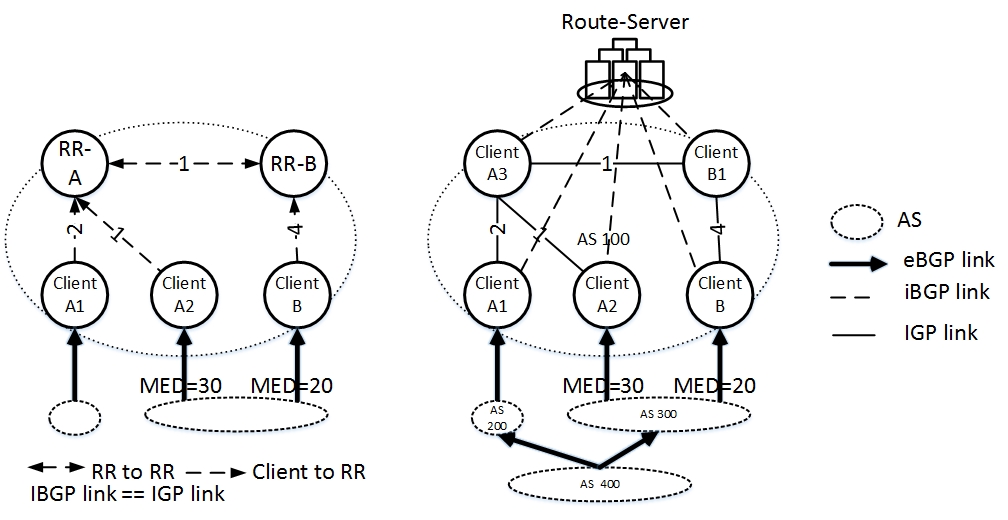 Route-Server
RR-
A
1
RR-B
2
1
4
Client
A1
Client
A2
Client
B
MED=30
MED=20
RR to RR
Client to RR
IBGP link == IGP link
Client
A3
1
Client
B1
2
1
AS 100
4
Client
A1
Client
A2
Client
B
MED=30
MED=20
AS
200
AS 300
AS 400
AS
eBGP link
iBGP link
IGP link